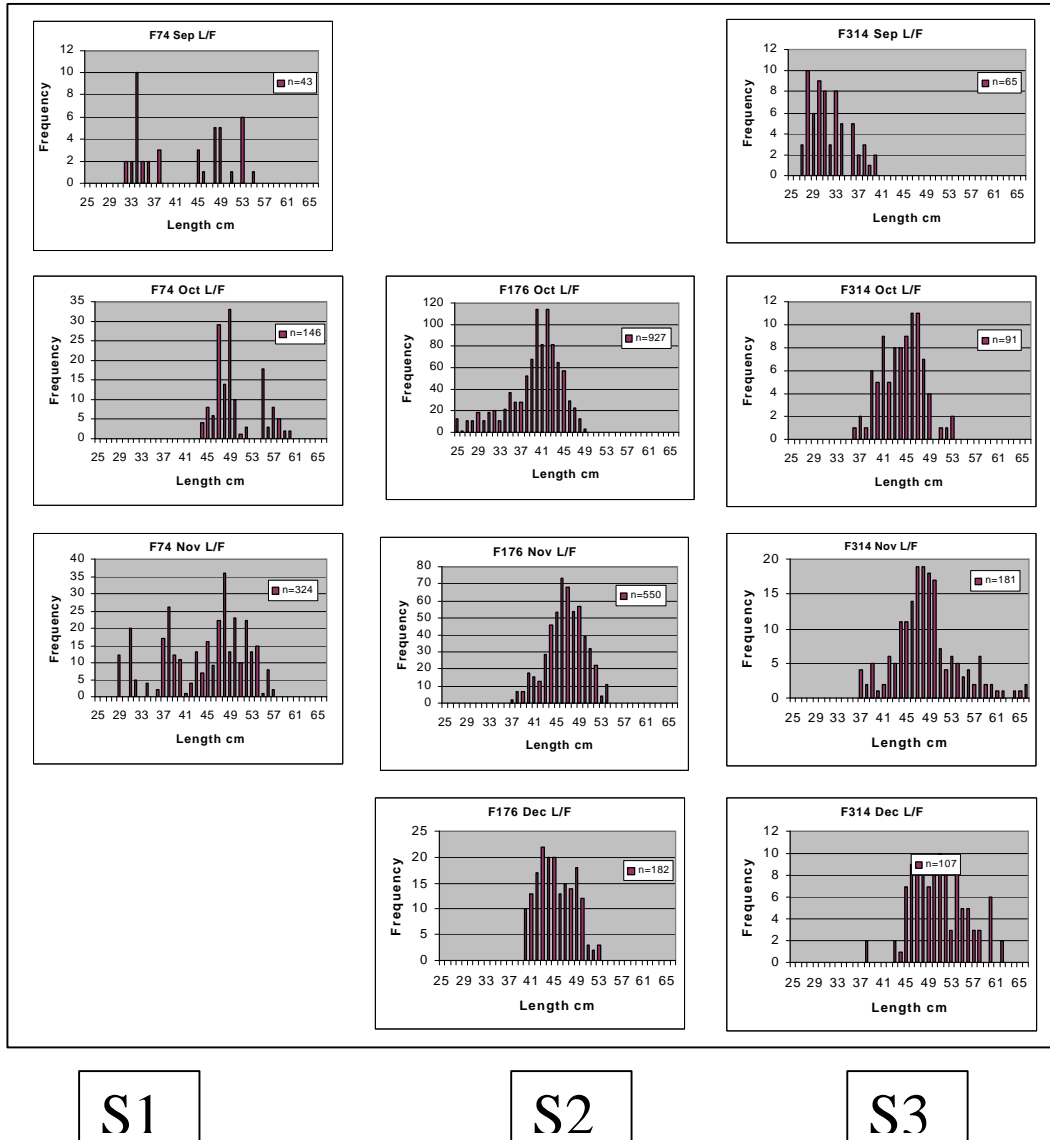 F74 Sep L/F
12
10
8
6
4
2
0
Frequency
n=43
25 29 33 37 41 45 49 53 57 61 65
Length cm
F314 Sep L/F
12
10
8
6
4
2
0
Frequency
n=65
25 29 33 37 41 45 49 53 57 61 65
Length cm
F74 Oct L/F
35
30
25
20
15
10
5
0
Frequency
n=146
25 29 33 37 41 45 49 53 57 61 65
Length cm
F176 Oct L/F
120
100
80
60
40
20
0
Frequency
n=927
25 29 33 37 41 45 49 53 57 61 65
Length cm
F314 Oct L/F
12
10
8
6
4
2
0
Frequency
n=91
25 29 33 37 41 45 49 53 57 61 65
Length cm
F74 Nov L/F
40
35
30
25
20
15
10
5
0
Frequency
n=324
25 29 33 37 41 45 49 53 57 61 65
Length cm
F176 Nov L/F
80
70
60
50
40
30
20
10
0
Frequency
n=550
25 29 33 37 41 45 49 53 57 61 65
Length cm
F314 Nov L/F
20
15
10
5
0
Frequency
n=181
25 29 33 37 41 45 49 53 57 61 65
Length cm
F176 Dec L/F
25
20
15
10
5
0
Frequency
n=182
25 29 33 37 41 45 49 53 57 61 65
Length cm
F314 Dec L/F
12
10
8
6
4
2
0
Frequency
n=107
25 29 33 37 41 45 49 53 57 61 65
Length cm
S1
S2
S3